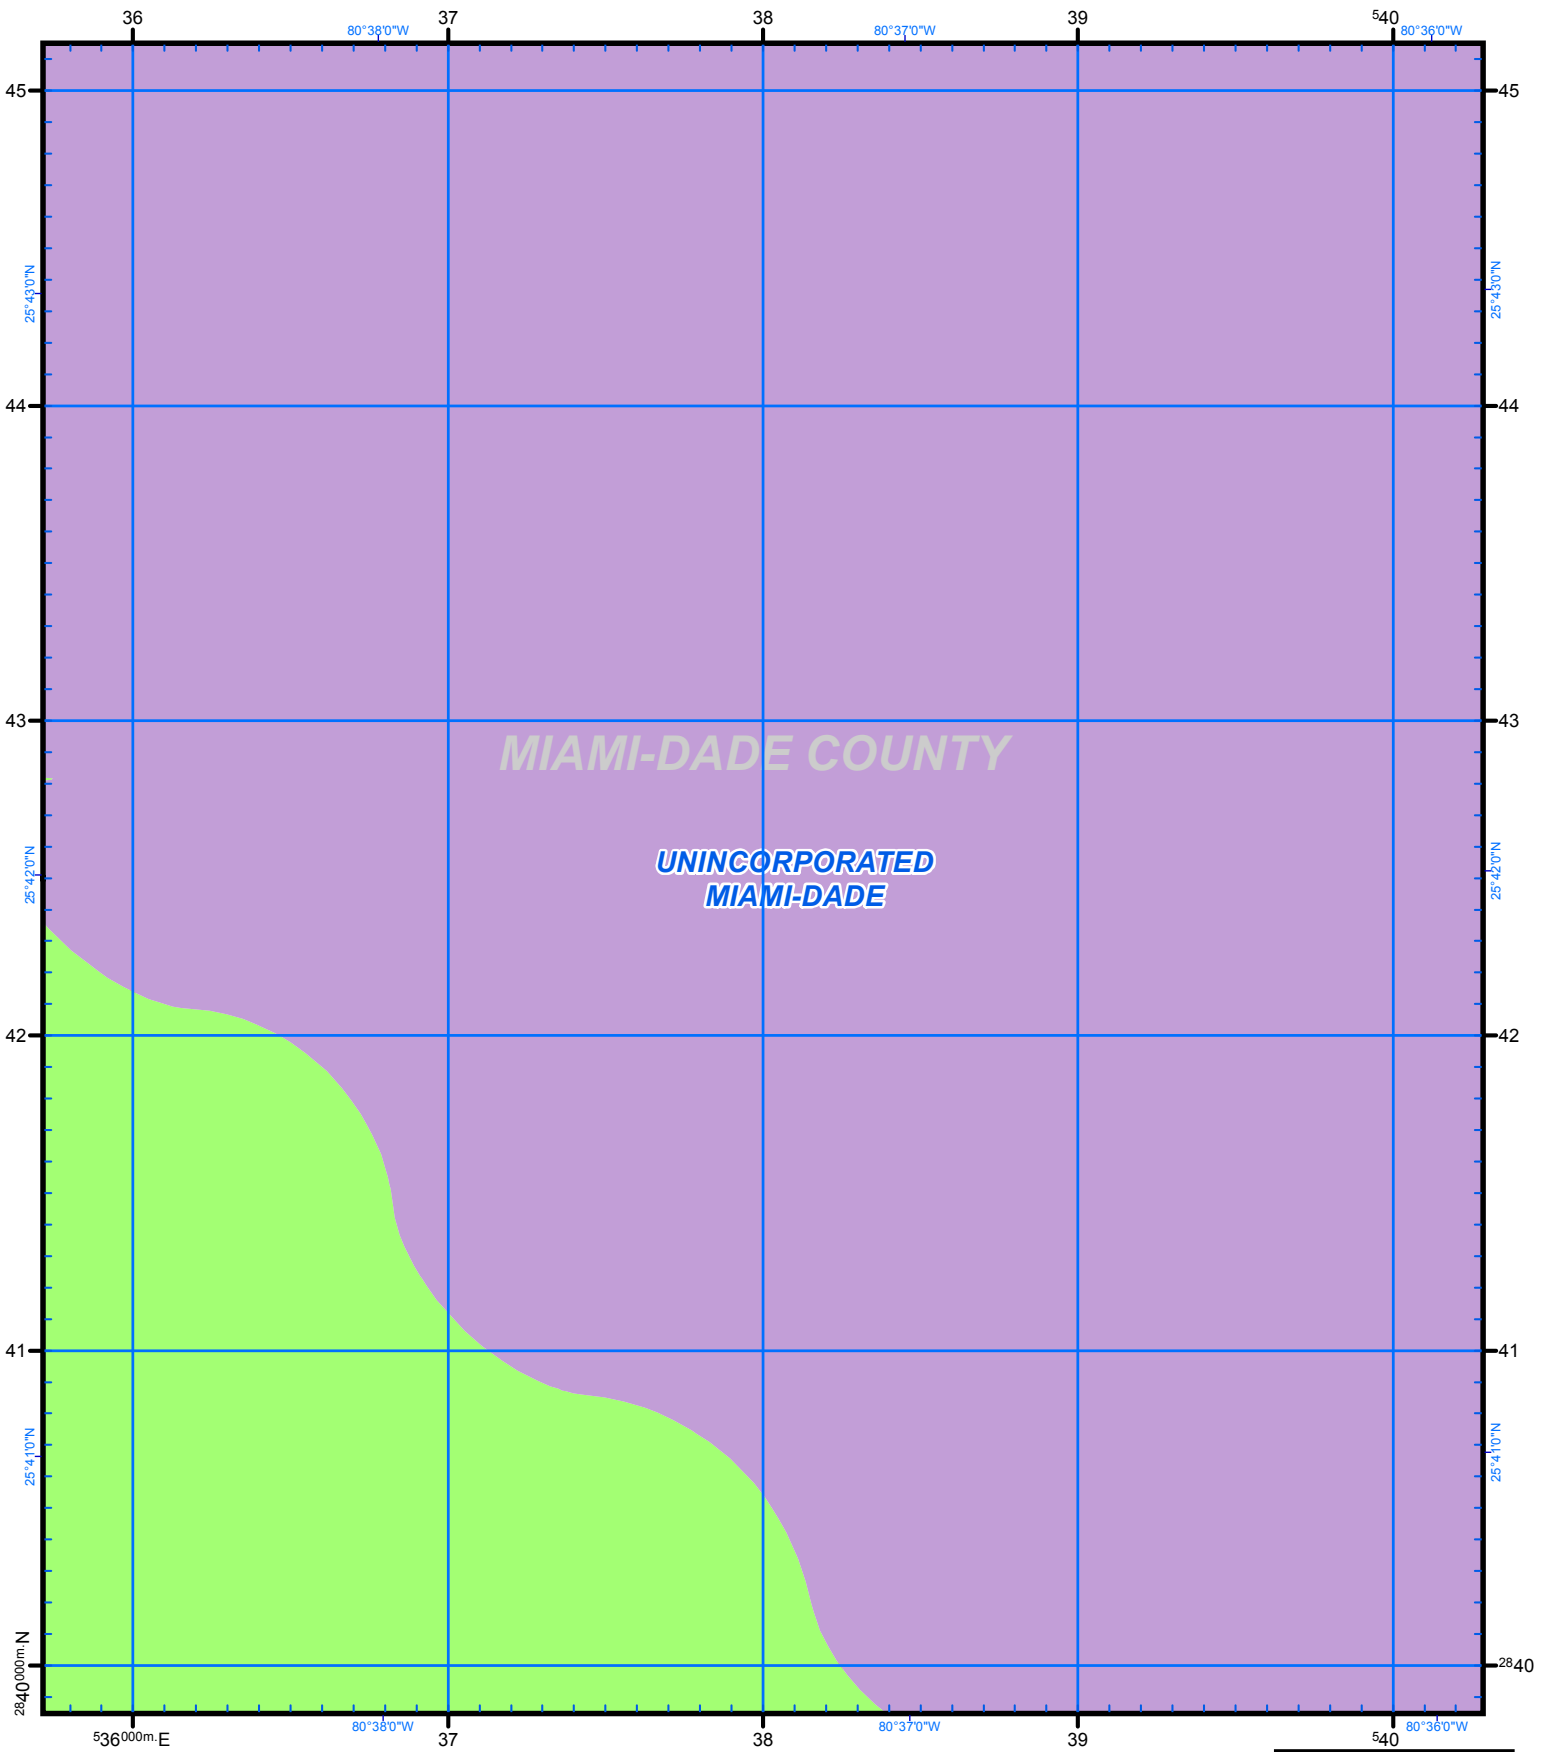 36 37 38 39 540
80°38'0"W 80°37'0"W 80°36'0"W
45 45
25°43'0"N 25°43'0"N
44 44
43 43
MIAMI-DADE COUNTY
UNINCORPORATED
MIAMI-DADE
25°42'0"N 25°42'0"N
42 42
41 41
25°41'0"N 25°41'0"N
2840000m.N 2840
80°38'0"W 80°37'0"W 80°36'0"W
536000m.E 37 38 39 540